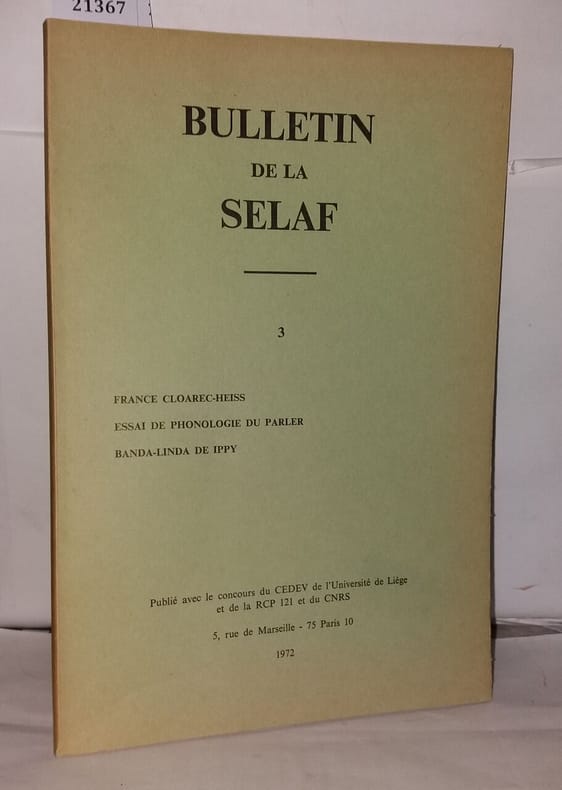 21367
BULLETIN
DE LA
SELAF
3
FRANCE CLOAREC-HEISS
ESSAI DE PHONOLOGIE DU PARLER
BANDA-LINDA DE IPPY
Publié avec le concours du CEDEV de l'Université de Liège
et de la RCP 121 et du CNRS
5, rue de Marseille - 75 Paris 10
1972